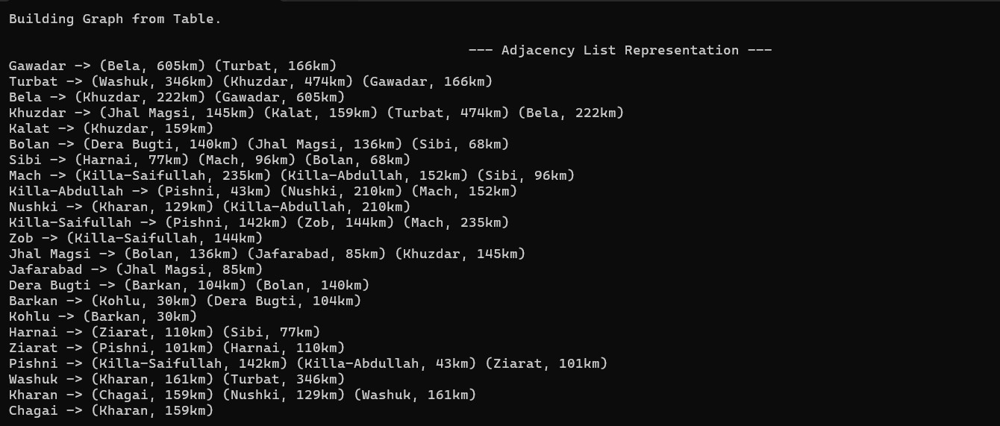 Building Graph from Table.
--- Adjacency List Representation ---
Gawadar -> (Bela, 605km) (Turbat, 166km)
Turbat -> (Washuk, 346km) (Khuzdar, 474km) (Gawadar, 166km)
Bela -> (Khuzdar, 222km) (Gawadar, 605km)
Khuzdar -> (Jhal Magsi, 145km) (Kalat, 159km) (Turbat, 474km) (Bela, 222km)
Kalat -> (Khuzdar, 159km)
Bolan -> (Dera Bugti, 140km) (Jhal Magsi, 136km) (Sibi, 68km)
Sibi -> (Harnai, 77km) (Mach, 96km) (Bolan, 68km)
Mach -> (Killa-Saifullah, 235km) (Killa-Abdullah, 152km) (Sibi, 96km)
Killa-Abdullah -> (Pishni, 43km) (Nushki, 210km) (Mach, 152km)
Nushki -> (Kharan, 129km) (Killa-Abdullah, 210km)
Killa-Saifullah -> (Pishni, 142km) (Zob, 144km) (Mach, 235km)
Zob -> (Killa-Saifullah, 144km)
Jhal Magsi -> (Bolan, 136km) (Jafarabad, 85km) (Khuzdar, 145km)
Jafarabad -> (Jhal Magsi, 85km)
Dera Bugti -> (Barkan, 104km) (Bolan, 140km)
Barkan -> (Kohlu, 30km) (Dera Bugti, 104km)
Kohlu -> (Barkan, 30km)
Harnai -> (Ziarat, 110km) (Sibi, 77km)
Ziarat -> (Pishni, 101km) (Harnai, 110km)
Pishni -> (Killa-Saifullah, 142km) (Killa-Abdullah, 43km) (Ziarat, 101km)
Washuk -> (Kharan, 161km) (Turbat, 346km)
Kharan -> (Chagai, 159km) (Nushki, 129km) (Washuk, 161km)
Chagai -> (Kharan, 159km)